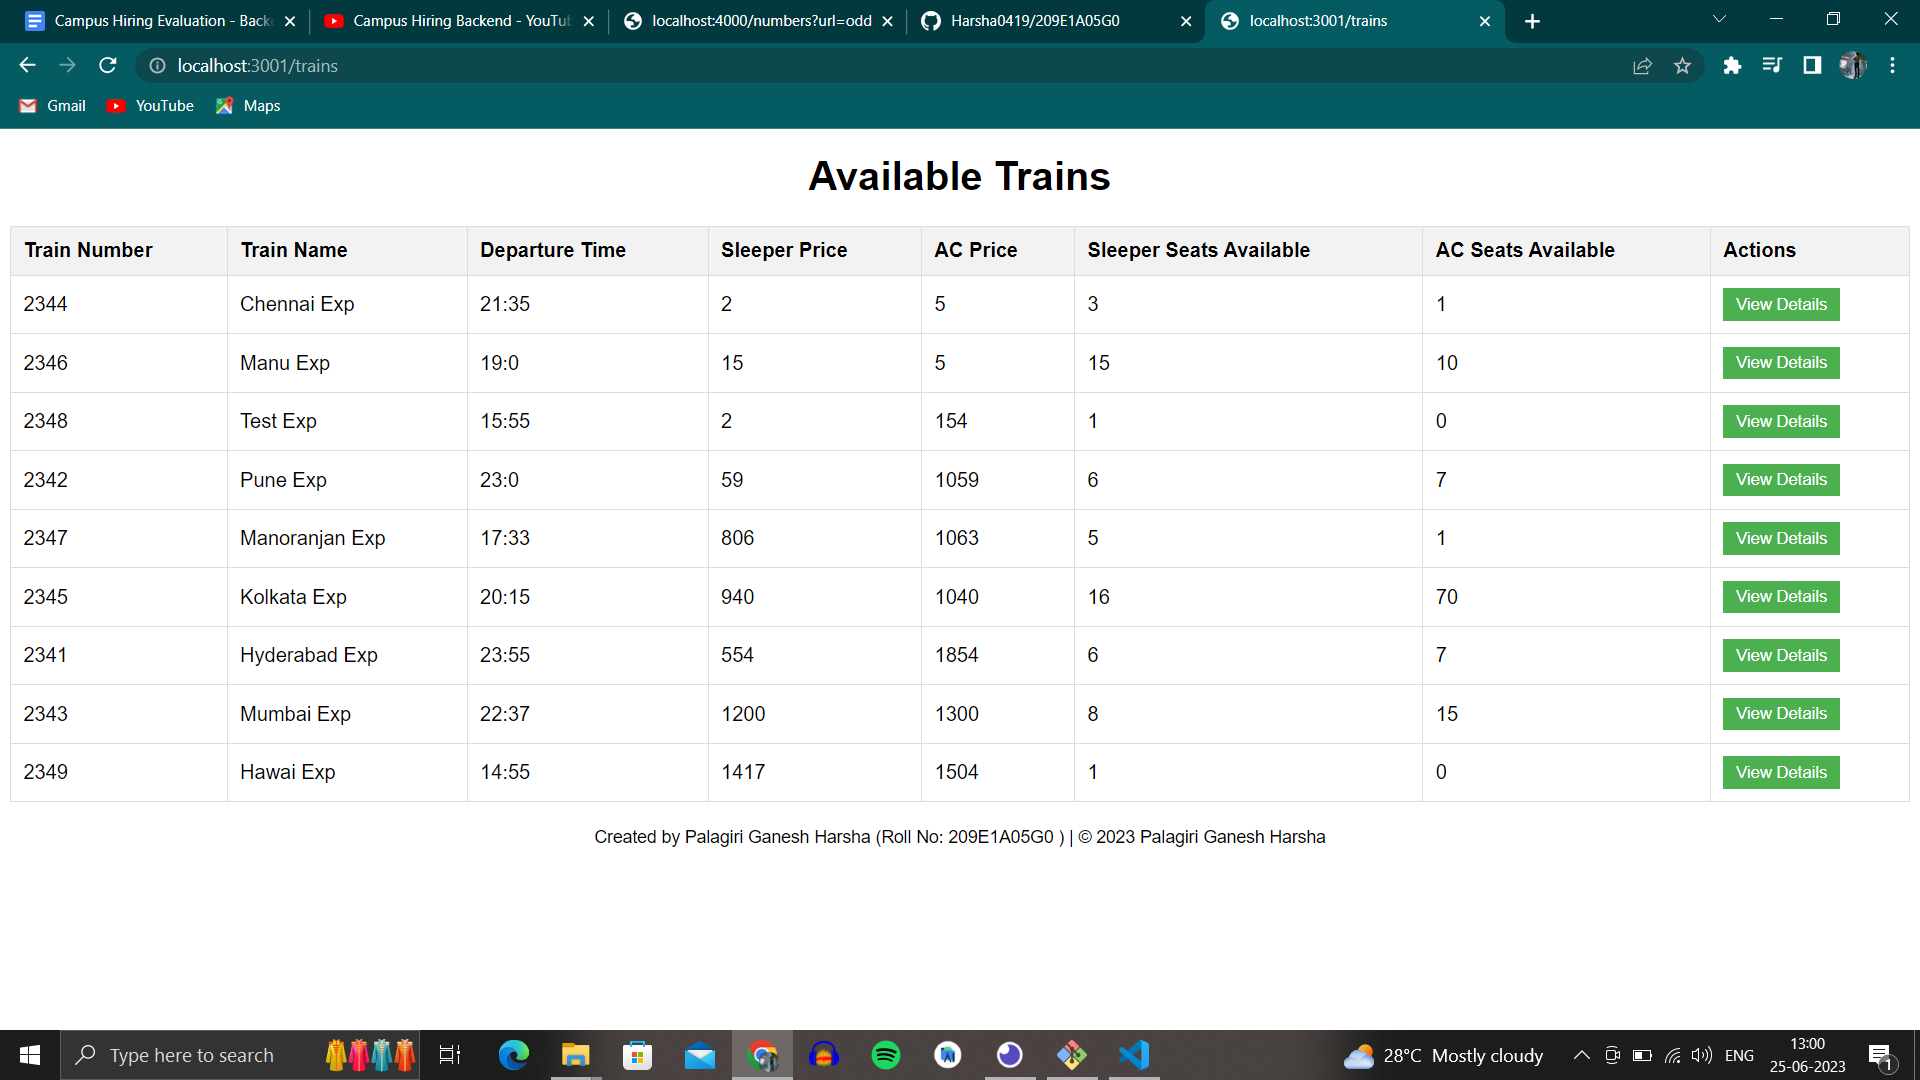 Campus Hiring Evaluation - Back
Campus Hiring Backend - YouTu
localhost:4000/numbers?url=odd
Harsha0419/209E1A05G0
localhost:3001/trains
localhost:3001/trains
Gmail YouTube Maps
Available Trains
Train Number Train Name Departure Time Sleeper Price AC Price Sleeper Seats Available AC Seats Available Actions
2344 Chennai Exp 21:35 2 5 3 1 View Details
2346 Manu Exp 19:0 15 5 15 10 View Details
2348 Test Exp 15:55 2 154 1 0 View Details
2342 Pune Exp 23:0 59 1059 6 7 View Details
2347 Manoranjan Exp 17:33 806 1063 5 1 View Details
2345 Kolkata Exp 20:15 940 1040 16 70 View Details
2341 Hyderabad Exp 23:55 554 1854 6 7 View Details
2343 Mumbai Exp 22:37 1200 1300 8 15 View Details
2349 Hawai Exp 14:55 1417 1504 1 0 View Details
Created by Palagiri Ganesh Harsha (Roll No: 209E1A05G0 ) | © 2023 Palagiri Ganesh Harsha
Type here to search
28°C Mostly cloudy
ENG
13:00
25-06-2023
1